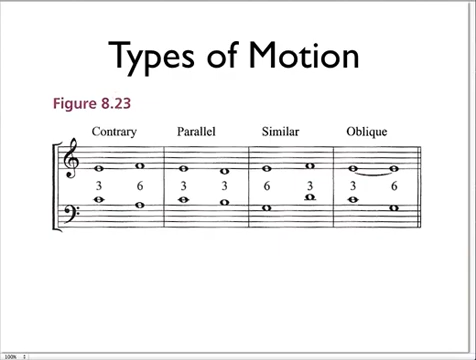 Types of Motion
Figure 8.23
Contrary Parallel Similar Oblique
3 6 3 3 6 3 3 6
100%